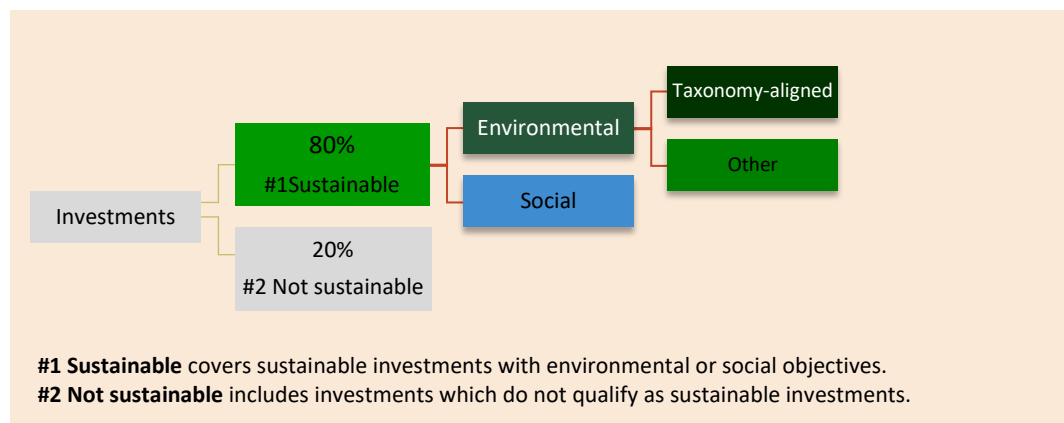 Taxonomy-aligned
80%
#1Sustainable
Environmental
Other
Investments
Social
20%
#2 Not sustainable
#1 Sustainable covers sustainable investments with environmental or social objectives.
#2 Not sustainable includes investments which do not qualify as sustainable investments.